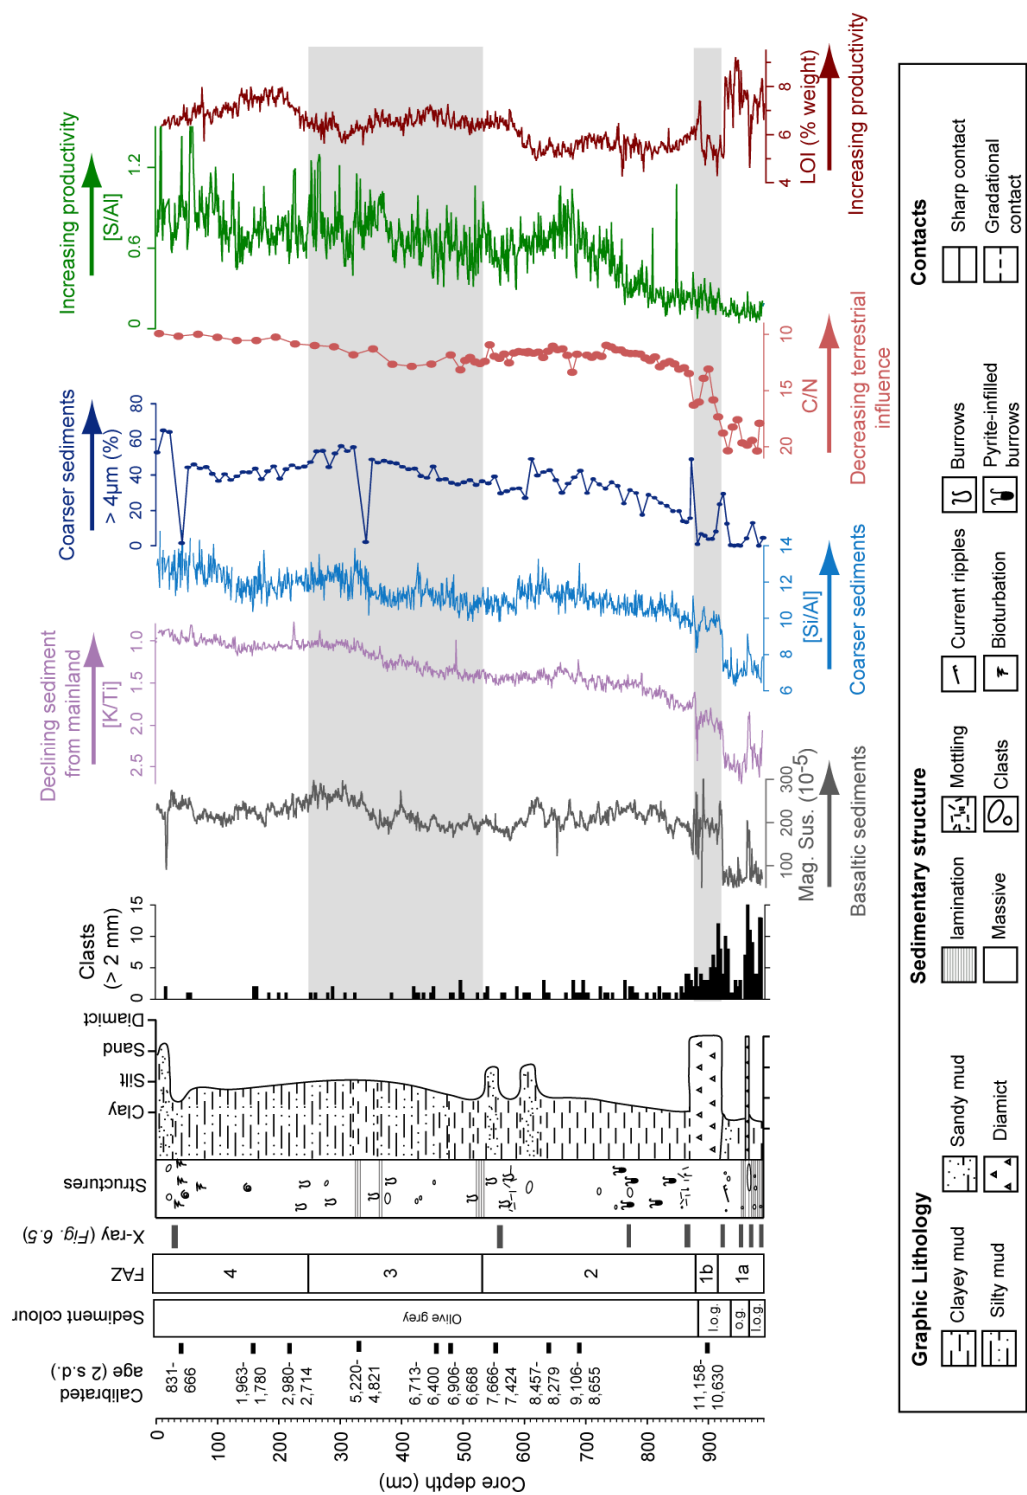 Increasing productivity
[S/Al]
0
0.6
1.2
LOI (% weight)
4
6
8
Increasing productivity
C/N
10
15
20
Decreasing terrestrial
influence
Coarser sediments
> 4µm (%)
0
20
40
60
80
[Si/Al]
6
8
10
12
14
Coarser sediments
Declining sediment
from mainland
[K/Ti]
1.0
1.5
2.0
2.5
Mag. Sus. (10-5)
100
200
300
Basaltic sediments
Clasts
(> 2 mm)
0
5
10
15
Diamict
Sand
Silt
Clay
Structures
X-ray (Fig. 6.5)
FAZ
4
3
2
1b
1a
Sediment colour
Olive grey
l.o.g.
o.g.
l.o.g.
Calibrated
age (2 s.d.)
831-
666
1,963-
1,780
2,980-
2,714
5,220-
4,821
6,713-
6,400
6,906-
6,668
7,666-
7,424
8,457-
8,279
9,106-
8,655
11,158-
10,630
0
100
200
300
400
500
600
700
800
900
Core depth (cm)
Graphic Lithology
Clayey mud
Sandy mud
Silty mud
Diamict
Sedimentary structure
lamination
Mottling
Current ripples
Burrows
Massive
Clasts
Bioturbation
Pyrite-infilled
burrows
Contacts
Sharp contact
Gradational
contact